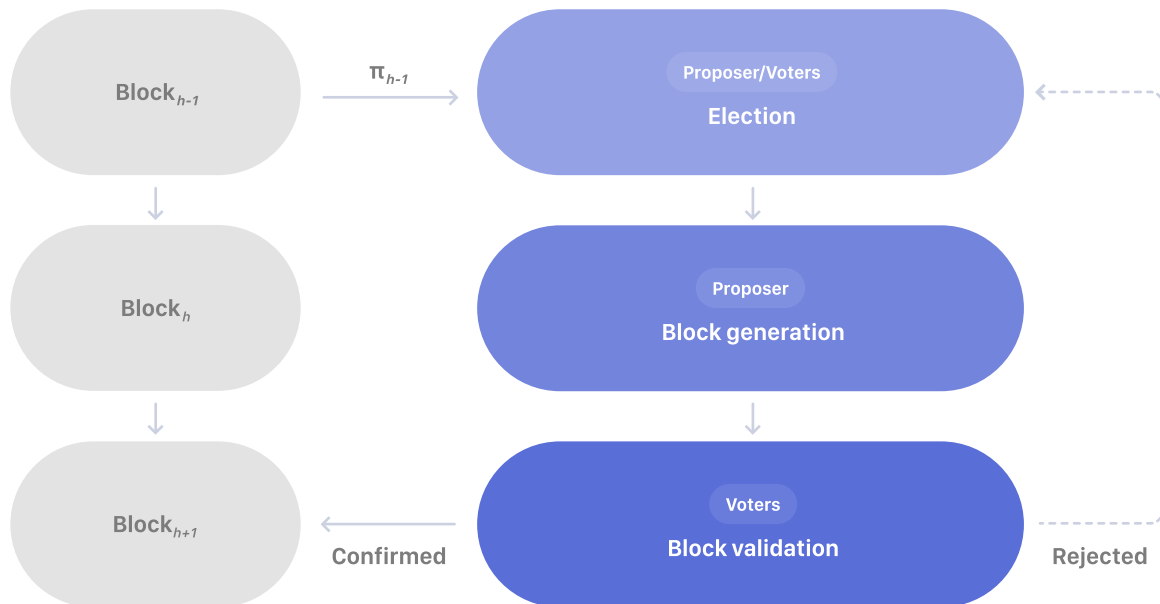 Block h-1
π h-1
Proposer/Voters
Election
Block h
Proposer
Block generation
Block h+1
Confirmed
Voters
Block validation
Rejected